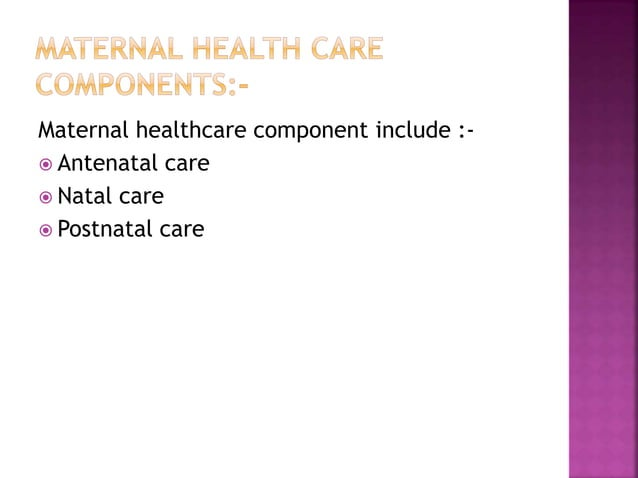 MATERNAL HEALTH CARE
COMPONENTS:-
Maternal healthcare component include :-
Antenatal care
Natal care
Postnatal care